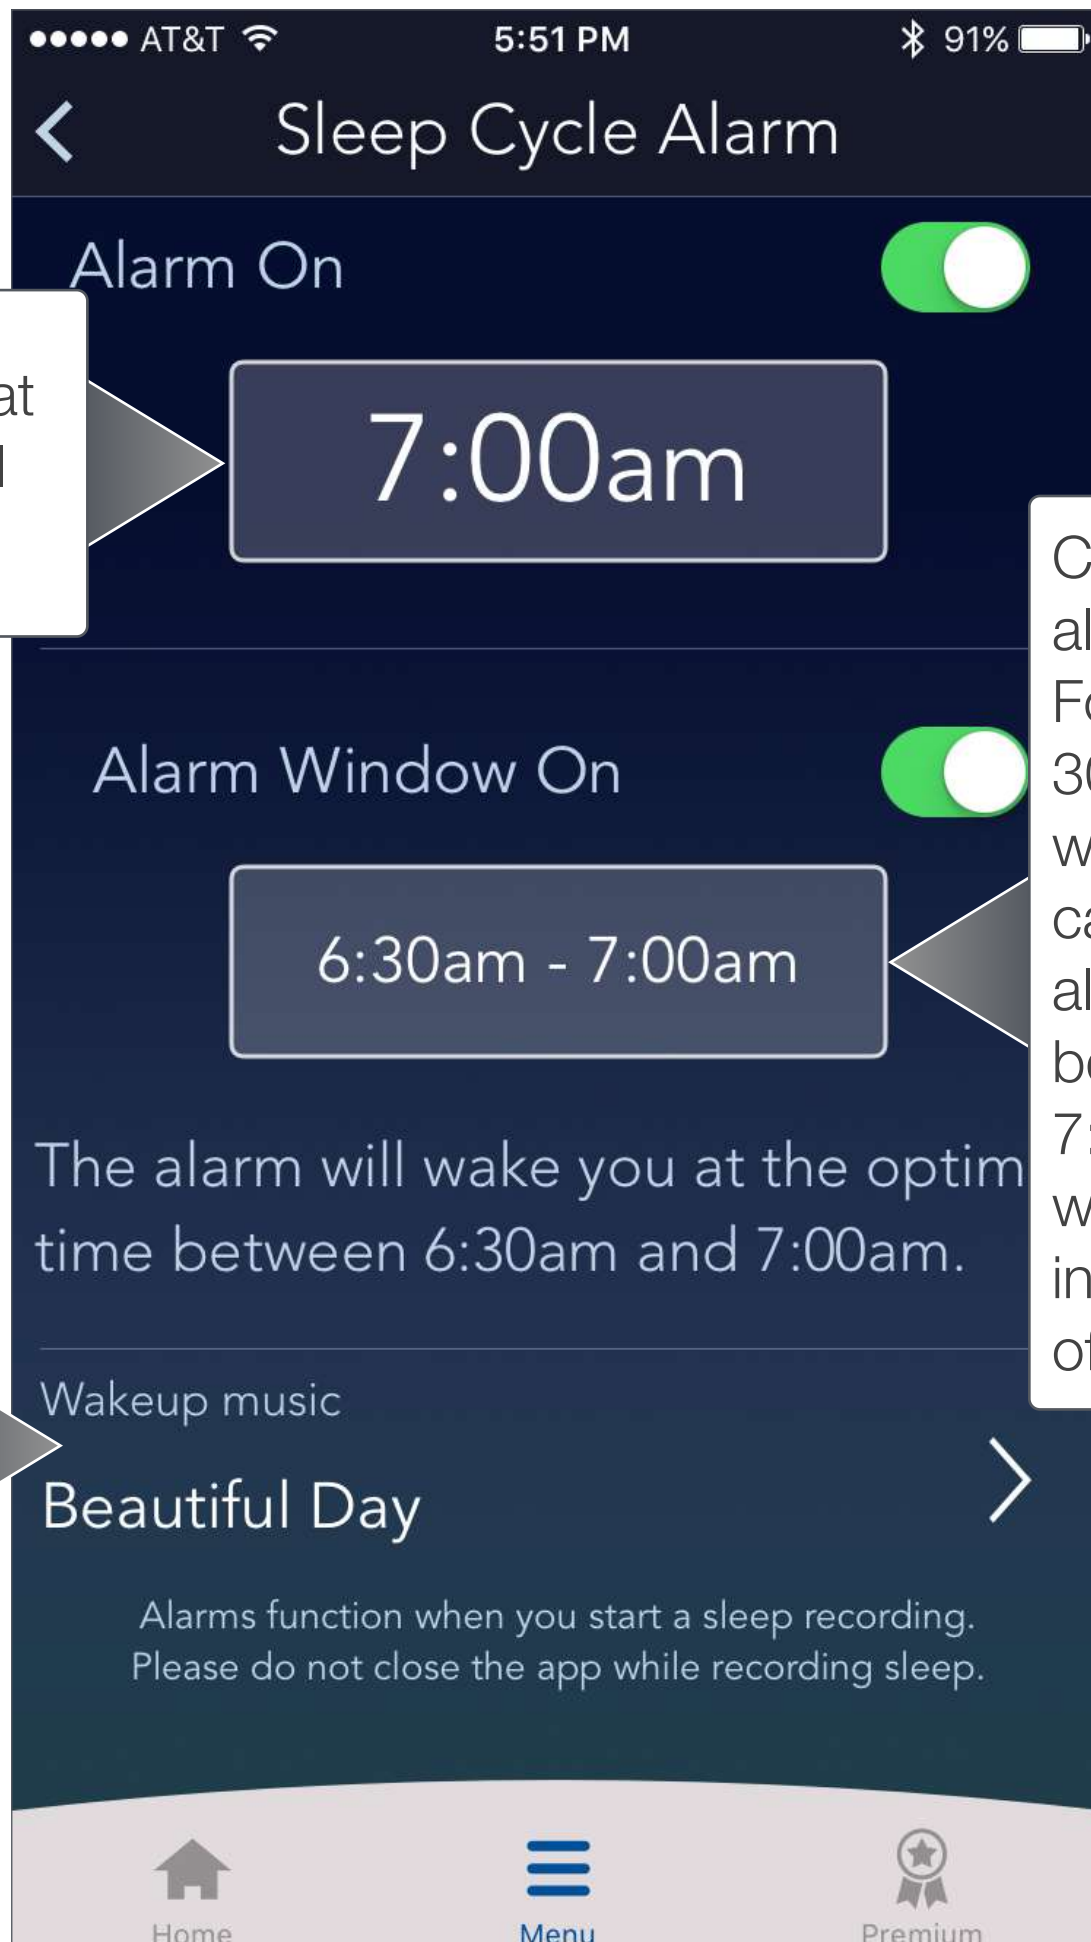 AT&T 5:51 PM 91%
Sleep Cycle Alarm
Alarm On
at
7:00am
Alarm Window On
6:30am - 7:00am
The alarm will wake you at the optim
time between 6:30am and 7:00am.
Wakeup music
Beautiful Day
Alarms function when you start a sleep recording.
Please do not close the app while recording sleep.
Home Menu Premium